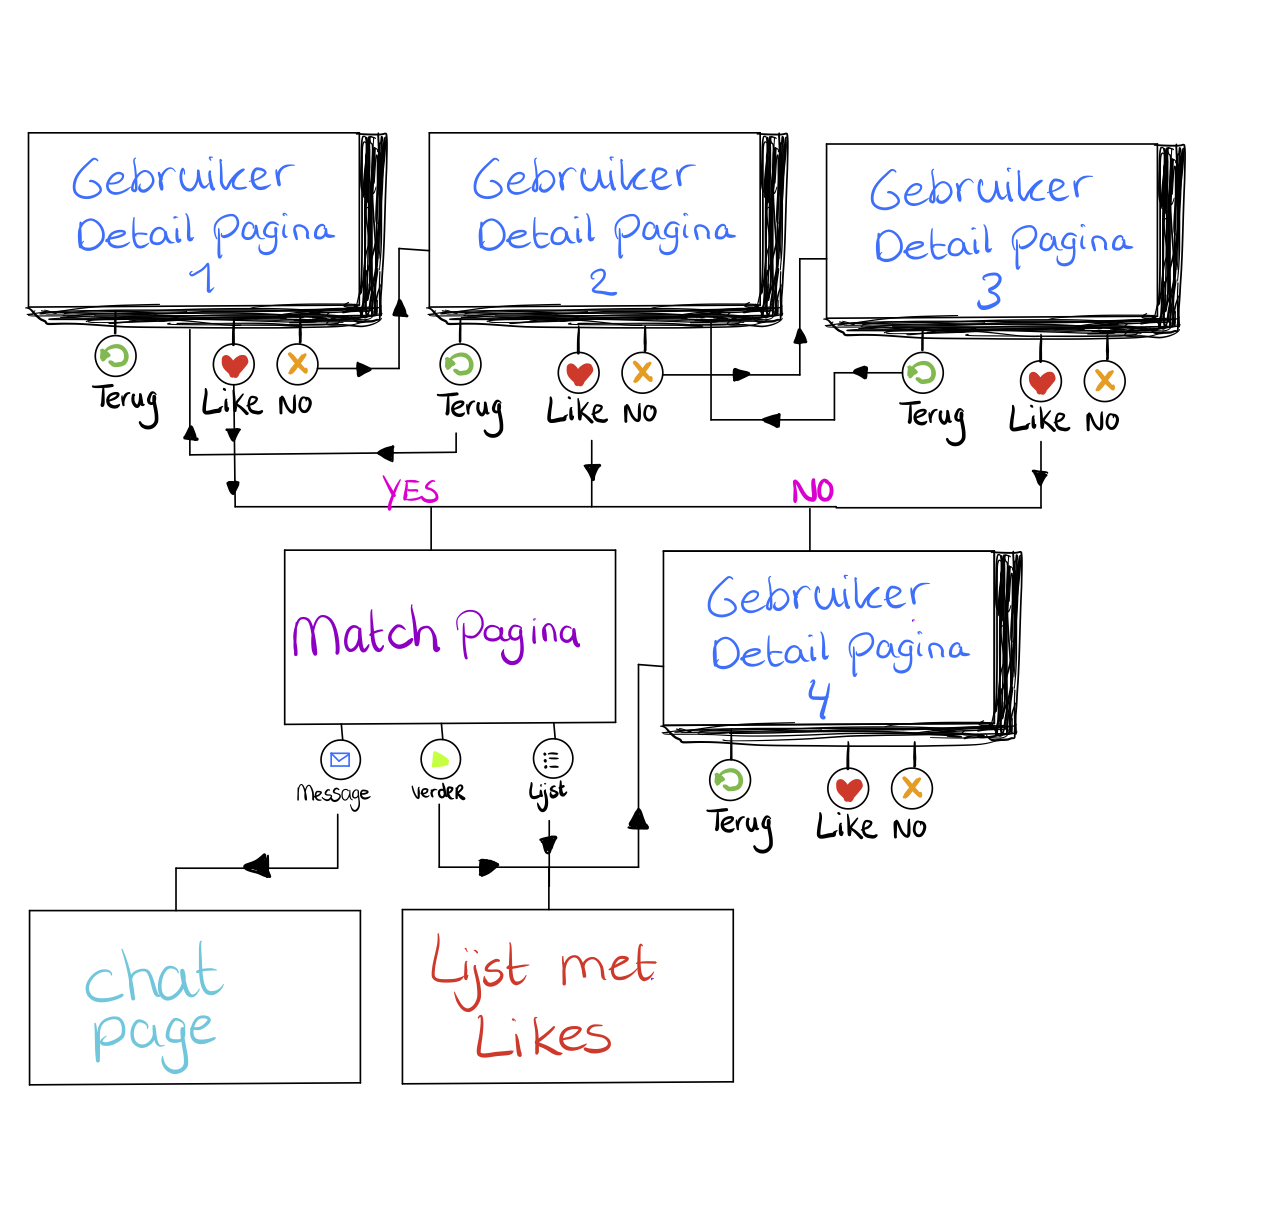 Gebruiker
Detail Pagina
1
Gebruiker
Detail Pagina
2
Gebruiker
Detail Pagina
3
Terug
Like
NO
Terug
Like
NO
Terug
Like
NO
YES
NO
Match Pagina
Gebruiker
Detail Pagina
4
Message
Verder
Lijst
Terug
Like
NO
chat
page
Lijst met
Likes